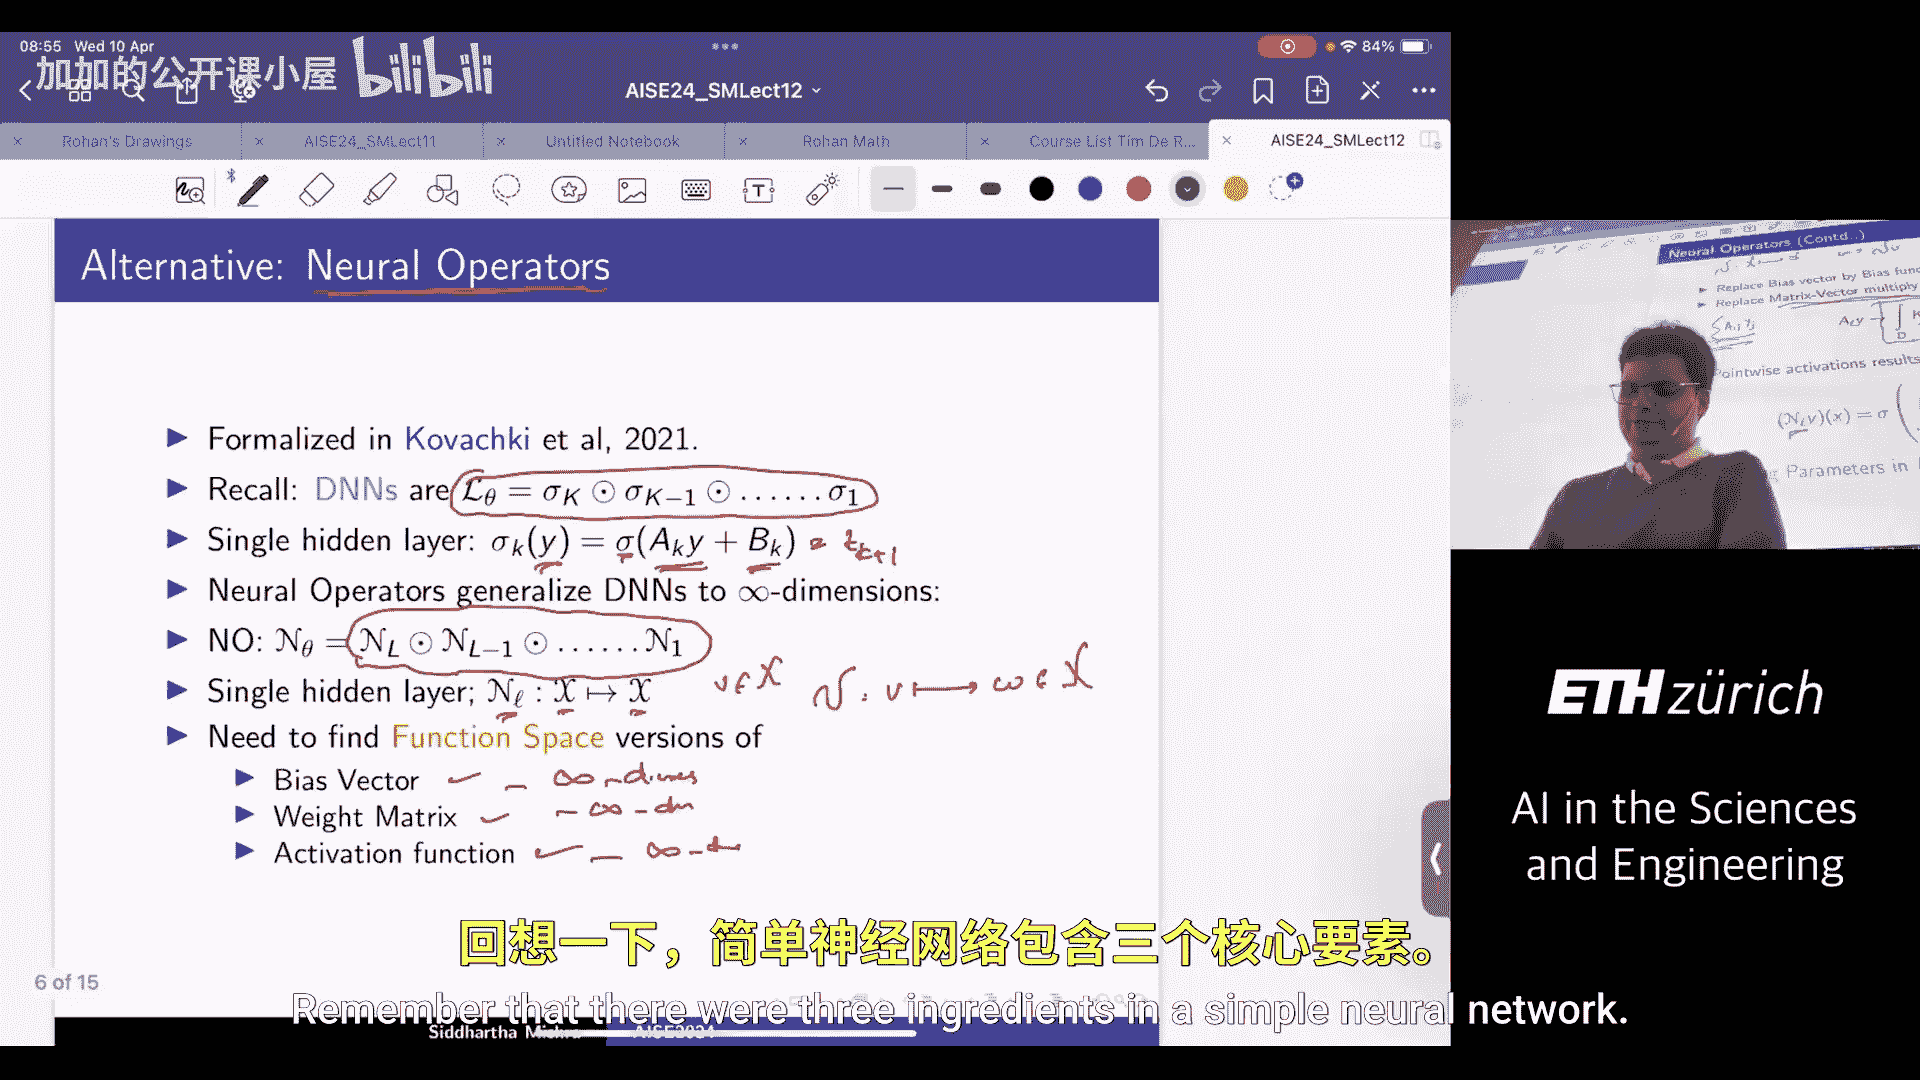 08:55 Wed 10 Apr
84%
加加的公开课小屋 bilibili
AISE24_SMLect12
Rohan's Drawings
AISE24_SMLect11
Untitled Notebook
Rohan Math
Course List Tim De R...
AISE24_SMLect12
Alternative: Neural Operators
▶ Formalized in Kovachki et al, 2021.
▶ Recall: DNNs are ℒθ = σK ⊙ σK−1 ⊙ ...... σ1
▶ Single hidden layer: σk(y) = σ(Aky + Bk) = zk+1
▶ Neural Operators generalize DNNs to ∞-dimensions:
▶ NO: 𝒩θ = 𝒩L ⊙ 𝒩L−1 ⊙ ...... 𝒩1
▶ Single hidden layer; 𝒩ℓ : 𝒳 ↦ 𝒳 v ∈ 𝒳 𝒩 : v ⟼ w ∈ 𝒳
▶ Need to find Function Space versions of
▶ Bias Vector ✓ – ∞-dims
▶ Weight Matrix ✓ – ∞-dim
▶ Activation function ✓ – ∞-dim
6 of 15
Siddhartha Mishra AISE2024
Neural Operators (Contd..)
▶ Replace Bias vector by Bias func
▶ Replace Matrix-Vector multiply
Pointwise activations results
(𝒩ℓv)(x) = σ (
Parameters in
ETH zürich
AI in the Sciences
and Engineering
回想一下，简单神经网络包含三个核心要素。
Remember that there were three ingredients in a simple neural network.